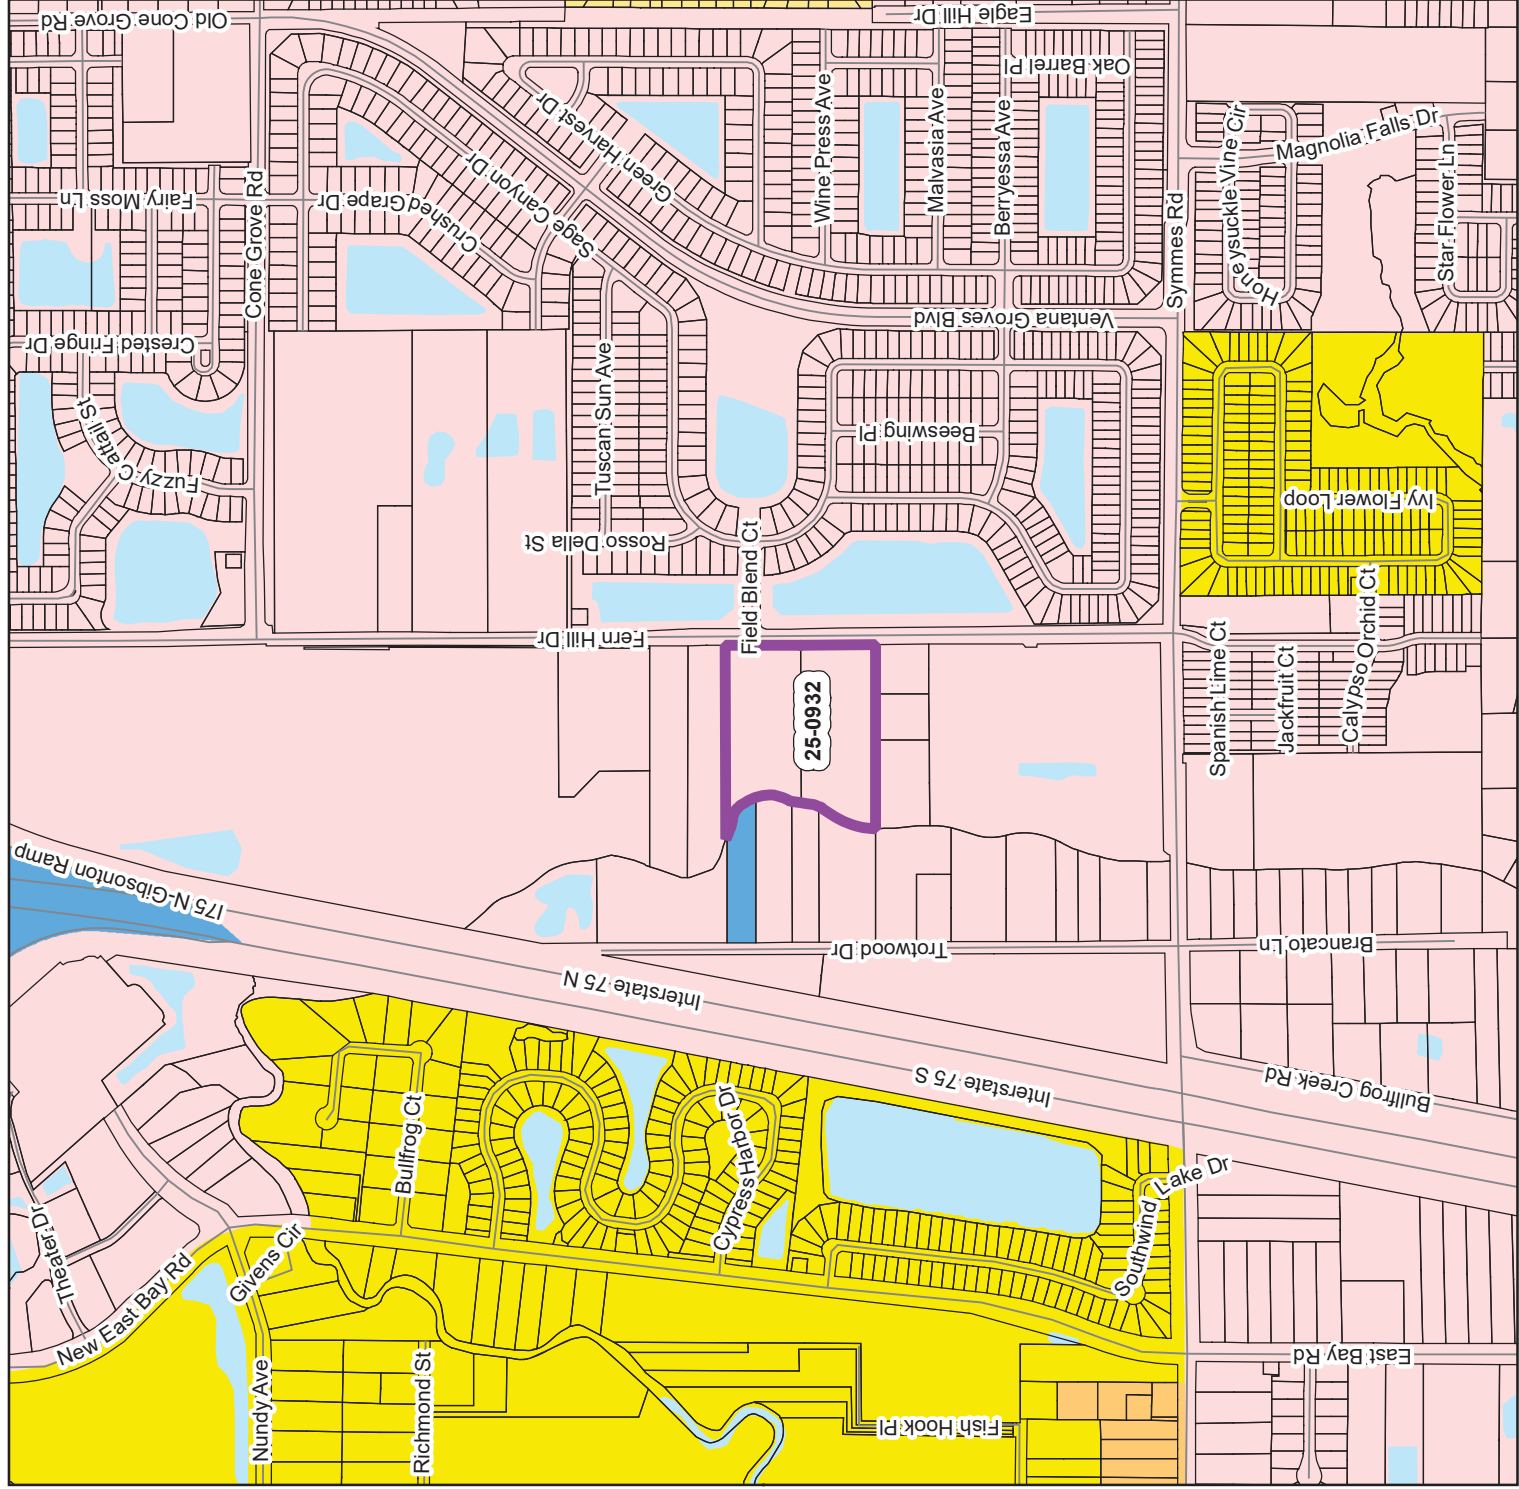 Old Cone Grove Rd
Eagle Hill Dr
Oak Barrel Pl
Green Harvest Dr
Wine Press Ave
Malvasia Ave
Berryessa Ave
Magnolia Falls Dr
Honeysuckle Vine Cir
Star Flower Ln
Fairy Moss Ln
Cone Grove Rd
Crushed Grape Dr
Sage Canyon Dr
Symmes Rd
Ventana Groves Blvd
Crested Fringe Dr
Tuscan Sun Ave
Fuzzy Cattail St
Beeswing Pl
Ivy Flower Loop
Rosso Della St
Field Blend Ct
Fern Hill Dr
Spanish Lime Ct
Jackfruit Ct
Calypso Orchid Ct
25-0932
I75 N-Gibsonton Ramp
Trotwood Dr
Brancato Ln
Interstate 75 N
Interstate 75 S
Bullfrog Creek Rd
Bullfrog Ct
Cypress Harbor Dr
Southwind Lake Dr
Theater Dr
Givens Cir
New East Bay Rd
East Bay Rd
Nundy Ave
Richmond St
Fish Hook Pl